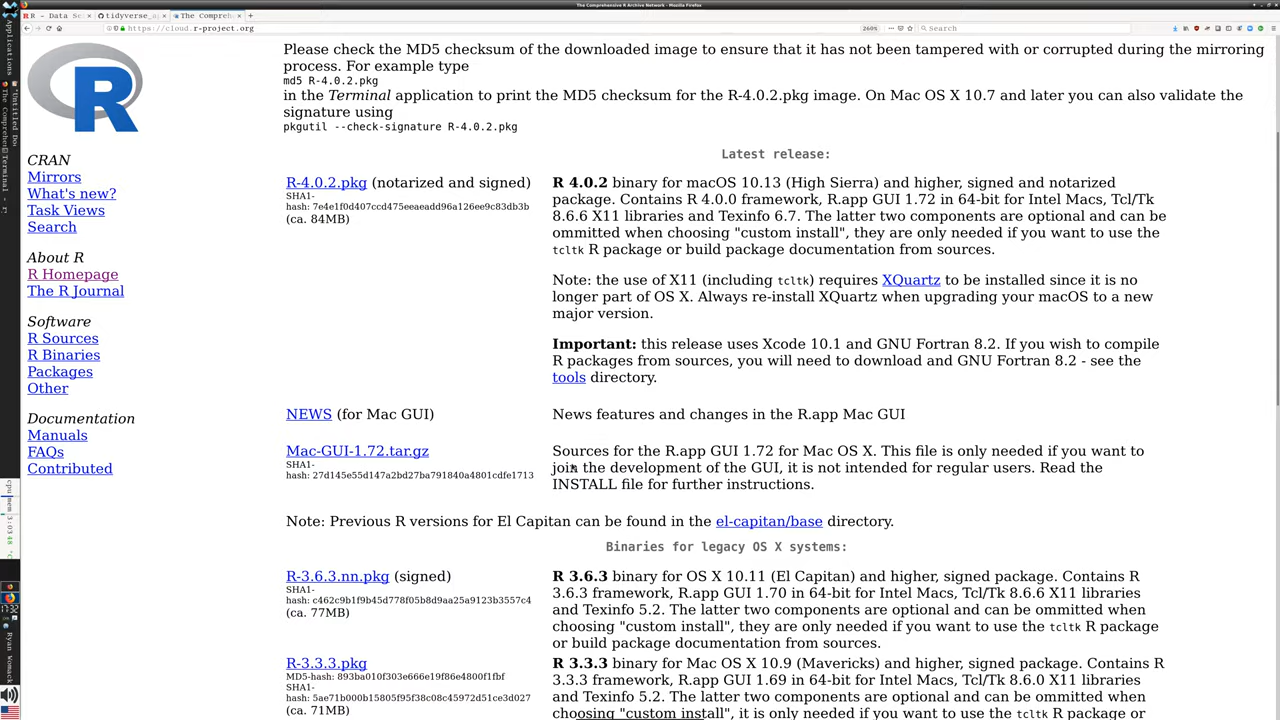 The Comprehensive R Archive Network - Mozilla Firefox
Applications
R - Data Sc
tidyverse_a
The Compreh
https://cloud.r-project.org
260%
Search
R
CRAN
Mirrors
What's new?
Task Views
Search
About R
R Homepage
The R Journal
Software
R Sources
R Binaries
Packages
Other
Documentation
Manuals
FAQs
Contributed
Please check the MD5 checksum of the downloaded image to ensure that it has not been tampered with or corrupted during the mirroring
process. For example type
md5 R-4.0.2.pkg
in the Terminal application to print the MD5 checksum for the R-4.0.2.pkg image. On Mac OS X 10.7 and later you can also validate the
signature using
pkgutil --check-signature R-4.0.2.pkg
Latest release:
R-4.0.2.pkg (notarized and signed)
SHA1-
hash: 7e4e1f0d407ccd475eeaeadd96a126ee9c83db3b
(ca. 84MB)
R 4.0.2 binary for macOS 10.13 (High Sierra) and higher, signed and notarized
package. Contains R 4.0.0 framework, R.app GUI 1.72 in 64-bit for Intel Macs, Tcl/Tk
8.6.6 X11 libraries and Texinfo 6.7. The latter two components are optional and can be
ommitted when choosing "custom install", they are only needed if you want to use the
tcltk R package or build package documentation from sources.
Note: the use of X11 (including tcltk) requires XQuartz to be installed since it is no
longer part of OS X. Always re-install XQuartz when upgrading your macOS to a new
major version.
Important: this release uses Xcode 10.1 and GNU Fortran 8.2. If you wish to compile
R packages from sources, you will need to download and GNU Fortran 8.2 - see the
tools directory.
NEWS (for Mac GUI)
News features and changes in the R.app Mac GUI
Mac-GUI-1.72.tar.gz
SHA1-
hash: 27d145e55d147a2bd27ba791840a4801cdfe1713
Sources for the R.app GUI 1.72 for Mac OS X. This file is only needed if you want to
join the development of the GUI, it is not intended for regular users. Read the
INSTALL file for further instructions.
Note: Previous R versions for El Capitan can be found in the el-capitan/base directory.
Binaries for legacy OS X systems:
R-3.6.3.nn.pkg (signed)
SHA1-
hash: c462c9b1f9b45d778f05b8d9aa25a9123b3557c4
(ca. 77MB)
R 3.6.3 binary for OS X 10.11 (El Capitan) and higher, signed package. Contains R
3.6.3 framework, R.app GUI 1.70 in 64-bit for Intel Macs, Tcl/Tk 8.6.6 X11 libraries
and Texinfo 5.2. The latter two components are optional and can be ommitted when
choosing "custom install", they are only needed if you want to use the tcltk R package
or build package documentation from sources.
R-3.3.3.pkg
MD5-hash: 893ba010f303e666e19f86e4800f1fbf
SHA1-
hash: 5ae71b000b15805f95f38c08c45972d51ce3d027
(ca. 71MB)
R 3.3.3 binary for Mac OS X 10.9 (Mavericks) and higher, signed package. Contains R
3.3.3 framework, R.app GUI 1.69 in 64-bit for Intel Macs, Tcl/Tk 8.6.0 X11 libraries
and Texinfo 5.2. The latter two components are optional and can be ommitted when
choosing "custom install", it is only needed if you want to use the tcltk R package or
17:32
Ryan Womack